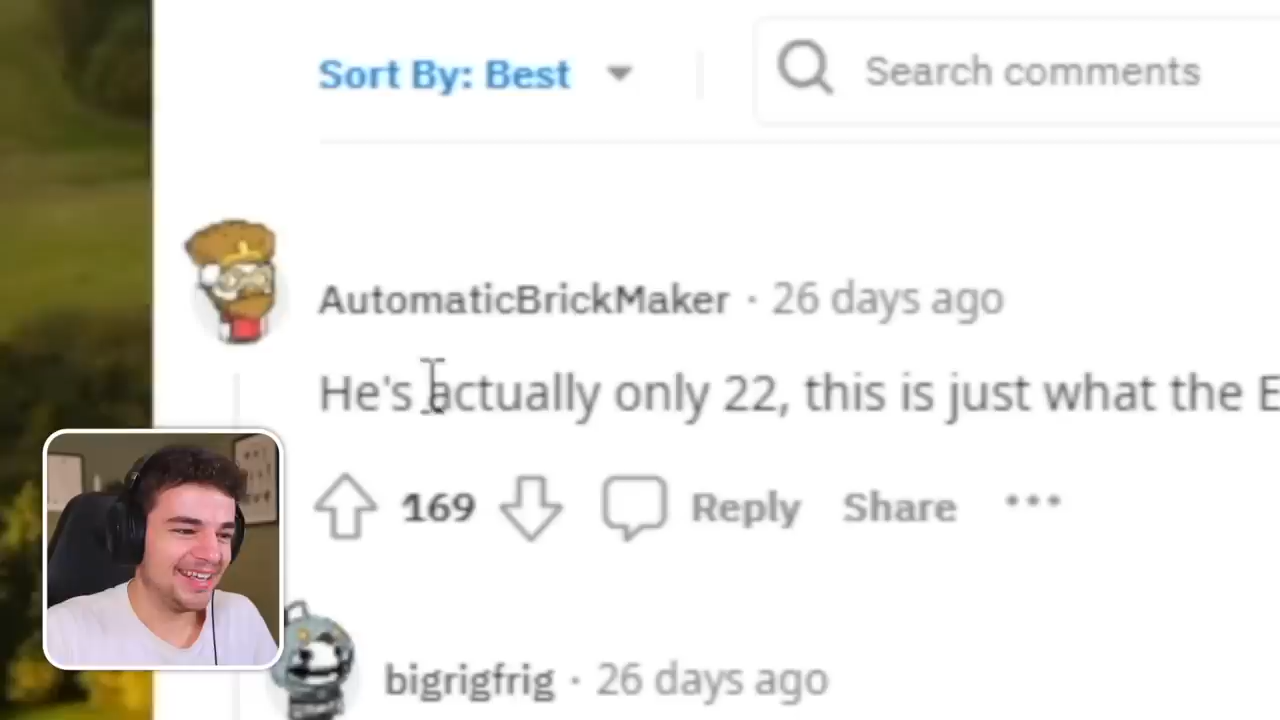 Sort By: Best
Search comments
AutomaticBrickMaker · 26 days ago
He's actually only 22, this is just what the E
169 Reply Share ...
bigrigfrig · 26 days ago